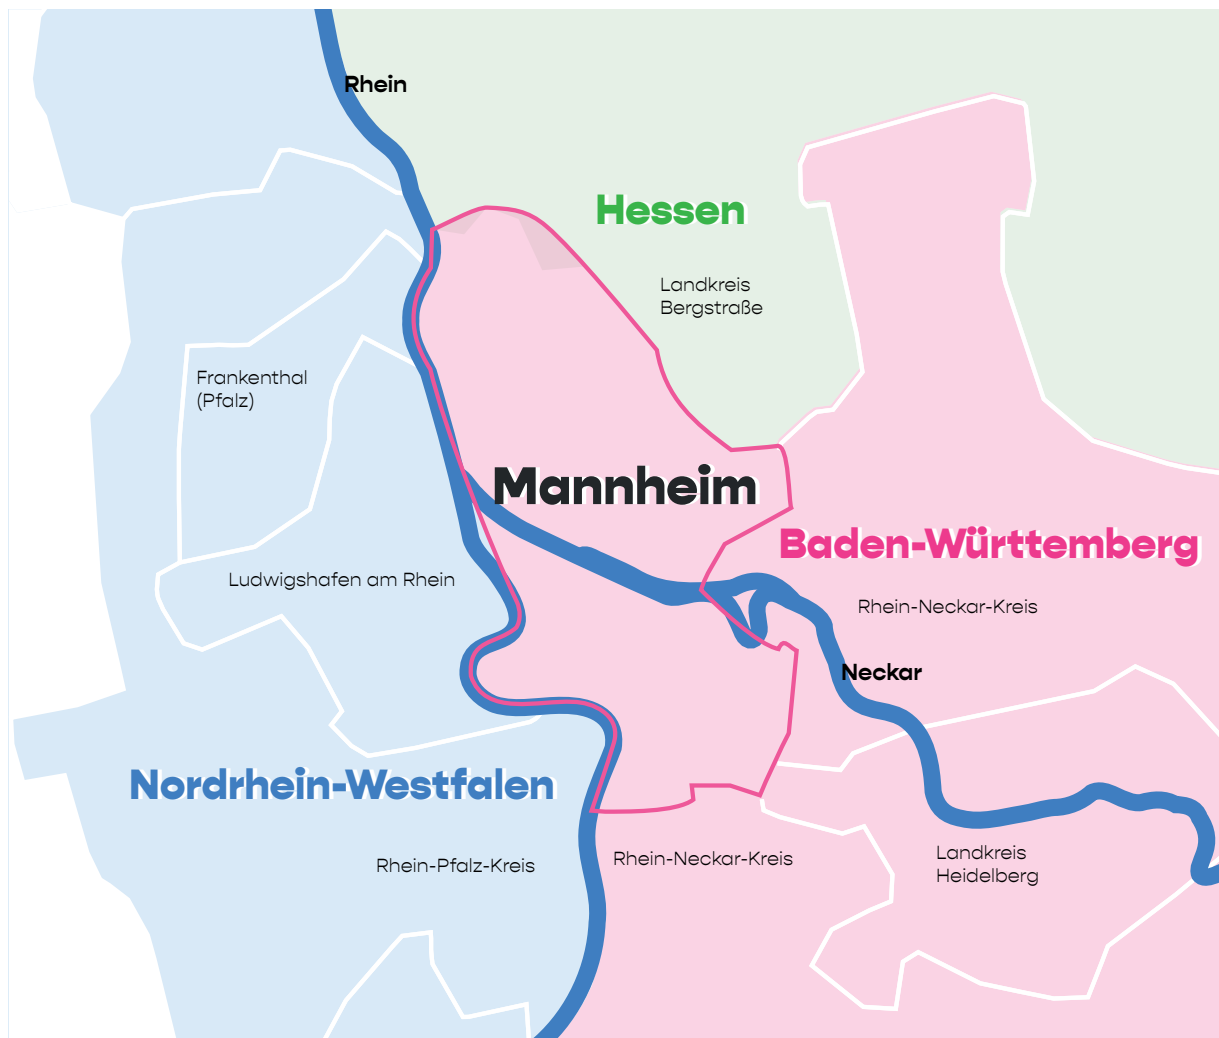 Rhein
Hessen
Landkreis
Bergstraße
Frankenthal
(Pfalz)
Mannheim
Baden-Württemberg
Ludwigshafen am Rhein
Rhein-Neckar-Kreis
Neckar
Nordrhein-Westfalen
Rhein-Pfalz-Kreis
Rhein-Neckar-Kreis
Landkreis
Heidelberg